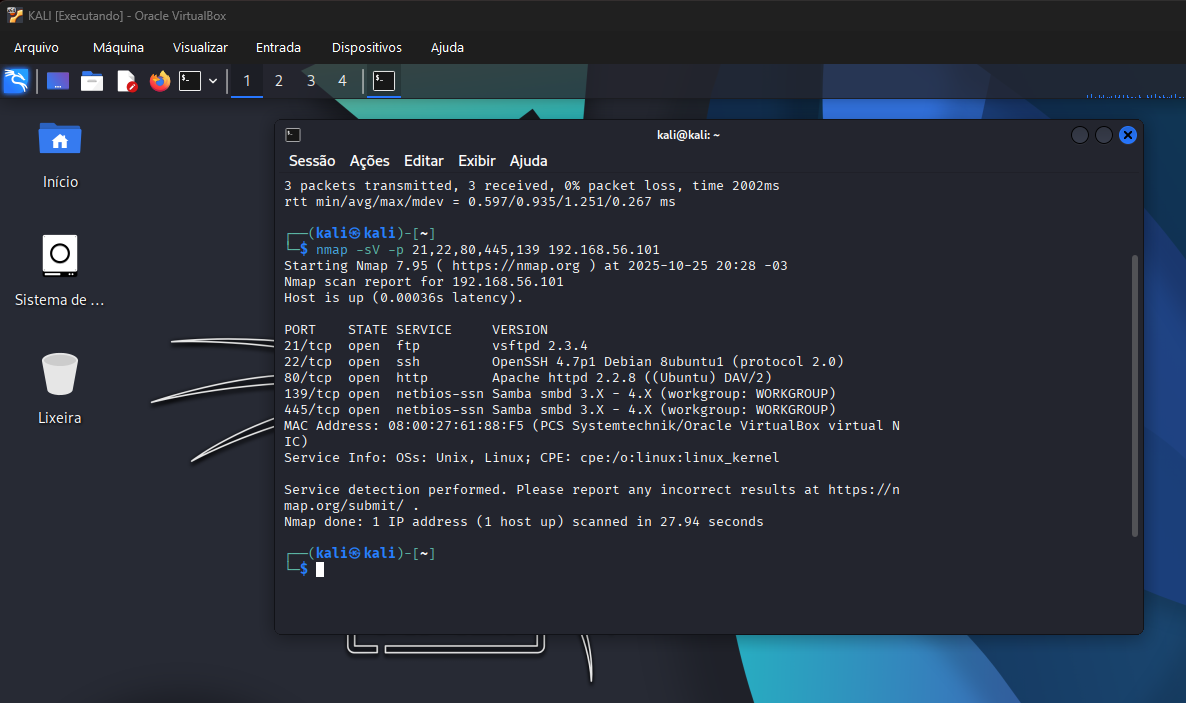 KALI [Executando] - Oracle VirtualBox
Arquivo Máquina Visualizar Entrada Dispositivos Ajuda
1 2 3 4
Início
Sistema de ...
Lixeira
kali@kali: ~
Sessão Ações Editar Exibir Ajuda
3 packets transmitted, 3 received, 0% packet loss, time 2002ms
rtt min/avg/max/mdev = 0.597/0.935/1.251/0.267 ms
┌──(kali㉿kali)-[~]
└─$ nmap -sV -p 21,22,80,445,139 192.168.56.101
Starting Nmap 7.95 ( https://nmap.org ) at 2025-10-25 20:28 -03
Nmap scan report for 192.168.56.101
Host is up (0.00036s latency).
PORT    STATE SERVICE     VERSION
21/tcp  open  ftp         vsftpd 2.3.4
22/tcp  open  ssh         OpenSSH 4.7p1 Debian 8ubuntu1 (protocol 2.0)
80/tcp  open  http        Apache httpd 2.2.8 ((Ubuntu) DAV/2)
139/tcp open  netbios-ssn Samba smbd 3.X - 4.X (workgroup: WORKGROUP)
445/tcp open  netbios-ssn Samba smbd 3.X - 4.X (workgroup: WORKGROUP)
MAC Address: 08:00:27:61:88:F5 (PCS Systemtechnik/Oracle VirtualBox virtual N
IC)
Service Info: OSs: Unix, Linux; CPE: cpe:/o:linux:linux_kernel
Service detection performed. Please report any incorrect results at https://n
map.org/submit/ .
Nmap done: 1 IP address (1 host up) scanned in 27.94 seconds
┌──(kali㉿kali)-[~]
└─$